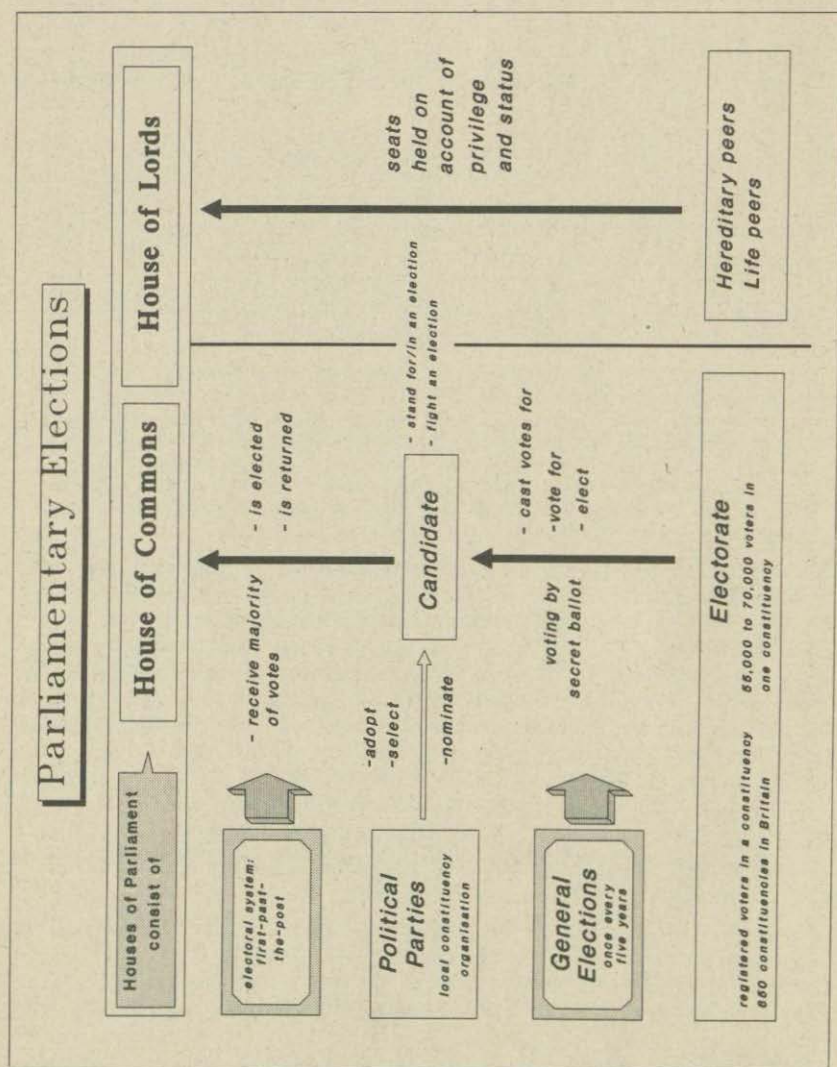 Parliamentary Elections
Houses of Parliament
consist of
House of Commons
House of Lords
electoral system:
first-past-
the-post
- receive majority
of votes
- is elected
- is returned
seats
held on
account of
privilege
and status
Political
Parties
local constituency
organisation
-adopt
-select
-nominate
Candidate
- stand for/in an election
- fight an election
General
Elections
once every
five years
voting by
secret ballot
- cast votes for
-vote for
- elect
Electorate
registered voters in a constituency
650 constituencies in Britain
55,000 to 70,000 voters in
one constituency
Hereditary peers
Life peers